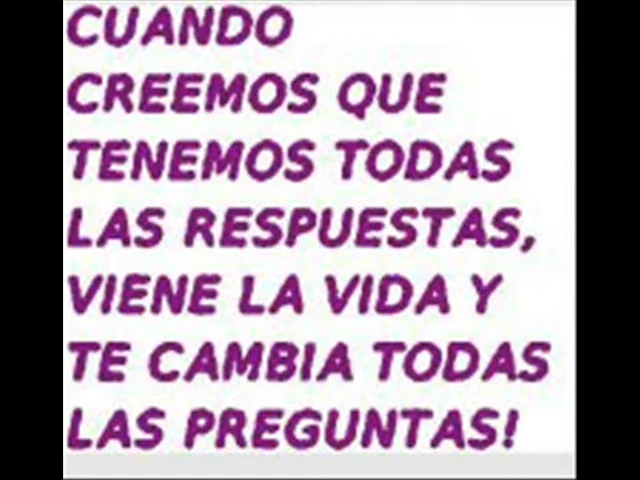 CUANDO
CREEMOS QUE
TENEMOS TODAS
LAS RESPUESTAS,
VIENE LA VIDA Y
TE CAMBIA TODAS
LAS PREGUNTAS!